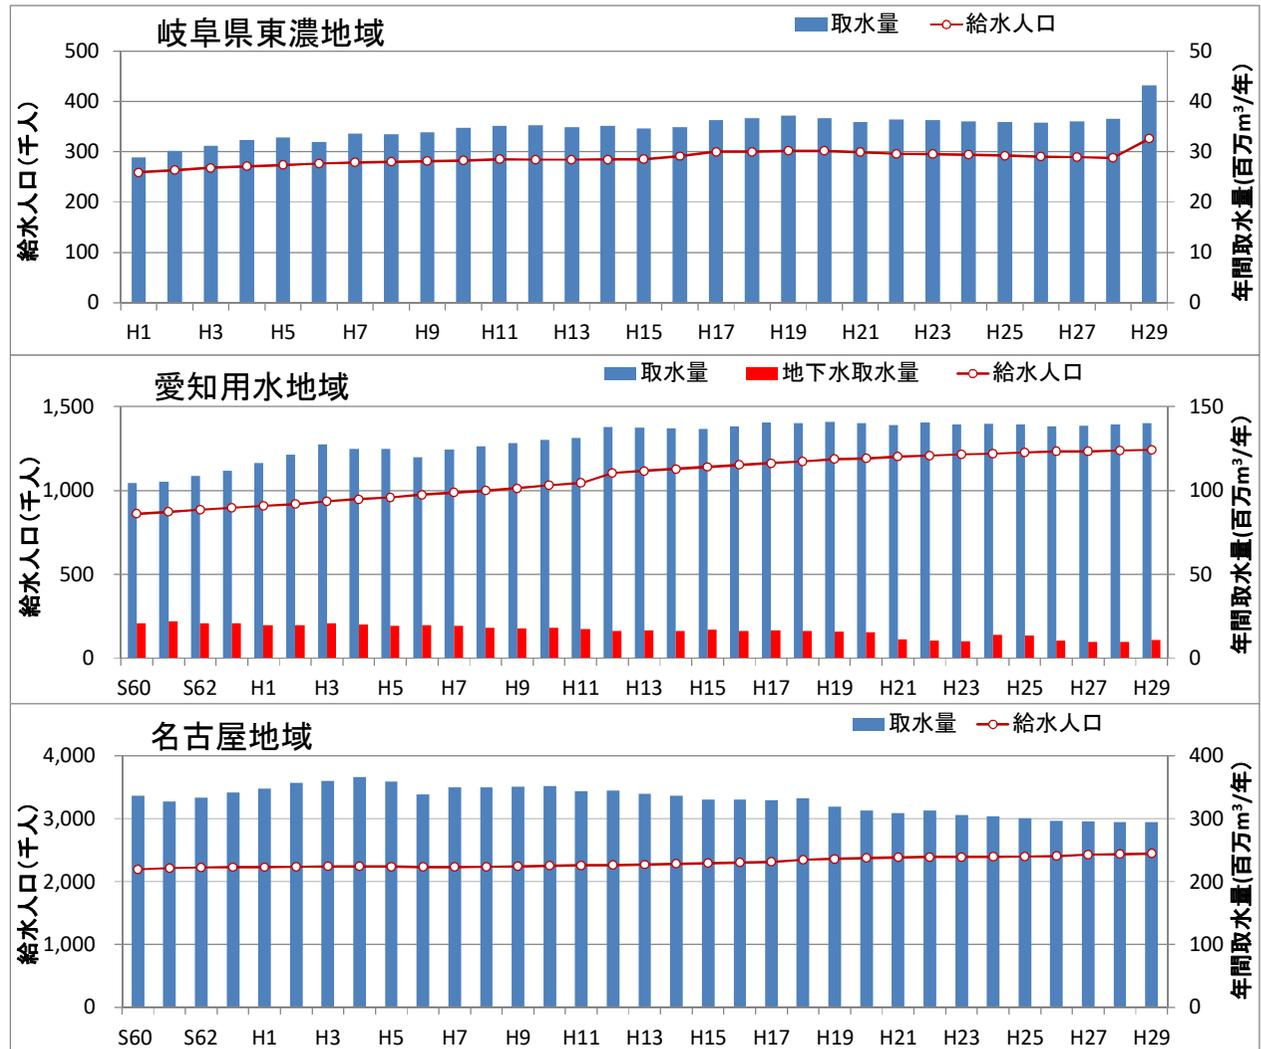 岐阜県東濃地域
取水量 給水人口
給水人口(千人)
500
400
300
200
100
0
50
40
30
20
10
0
年間取水量(百万m³/年)
H1 H3 H5 H7 H9 H11 H13 H15 H17 H19 H21 H23 H25 H27 H29
愛知用水地域
取水量 地下水取水量 給水人口
給水人口(千人)
1,500
1,000
500
0
150
100
50
0
年間取水量(百万m³/年)
S60 S62 H1 H3 H5 H7 H9 H11 H13 H15 H17 H19 H21 H23 H25 H27 H29
名古屋地域
取水量 給水人口
給水人口(千人)
4,000
3,000
2,000
1,000
0
400
300
200
100
0
年間取水量(百万m³/年)
S60 S62 H1 H3 H5 H7 H9 H11 H13 H15 H17 H19 H21 H23 H25 H27 H29